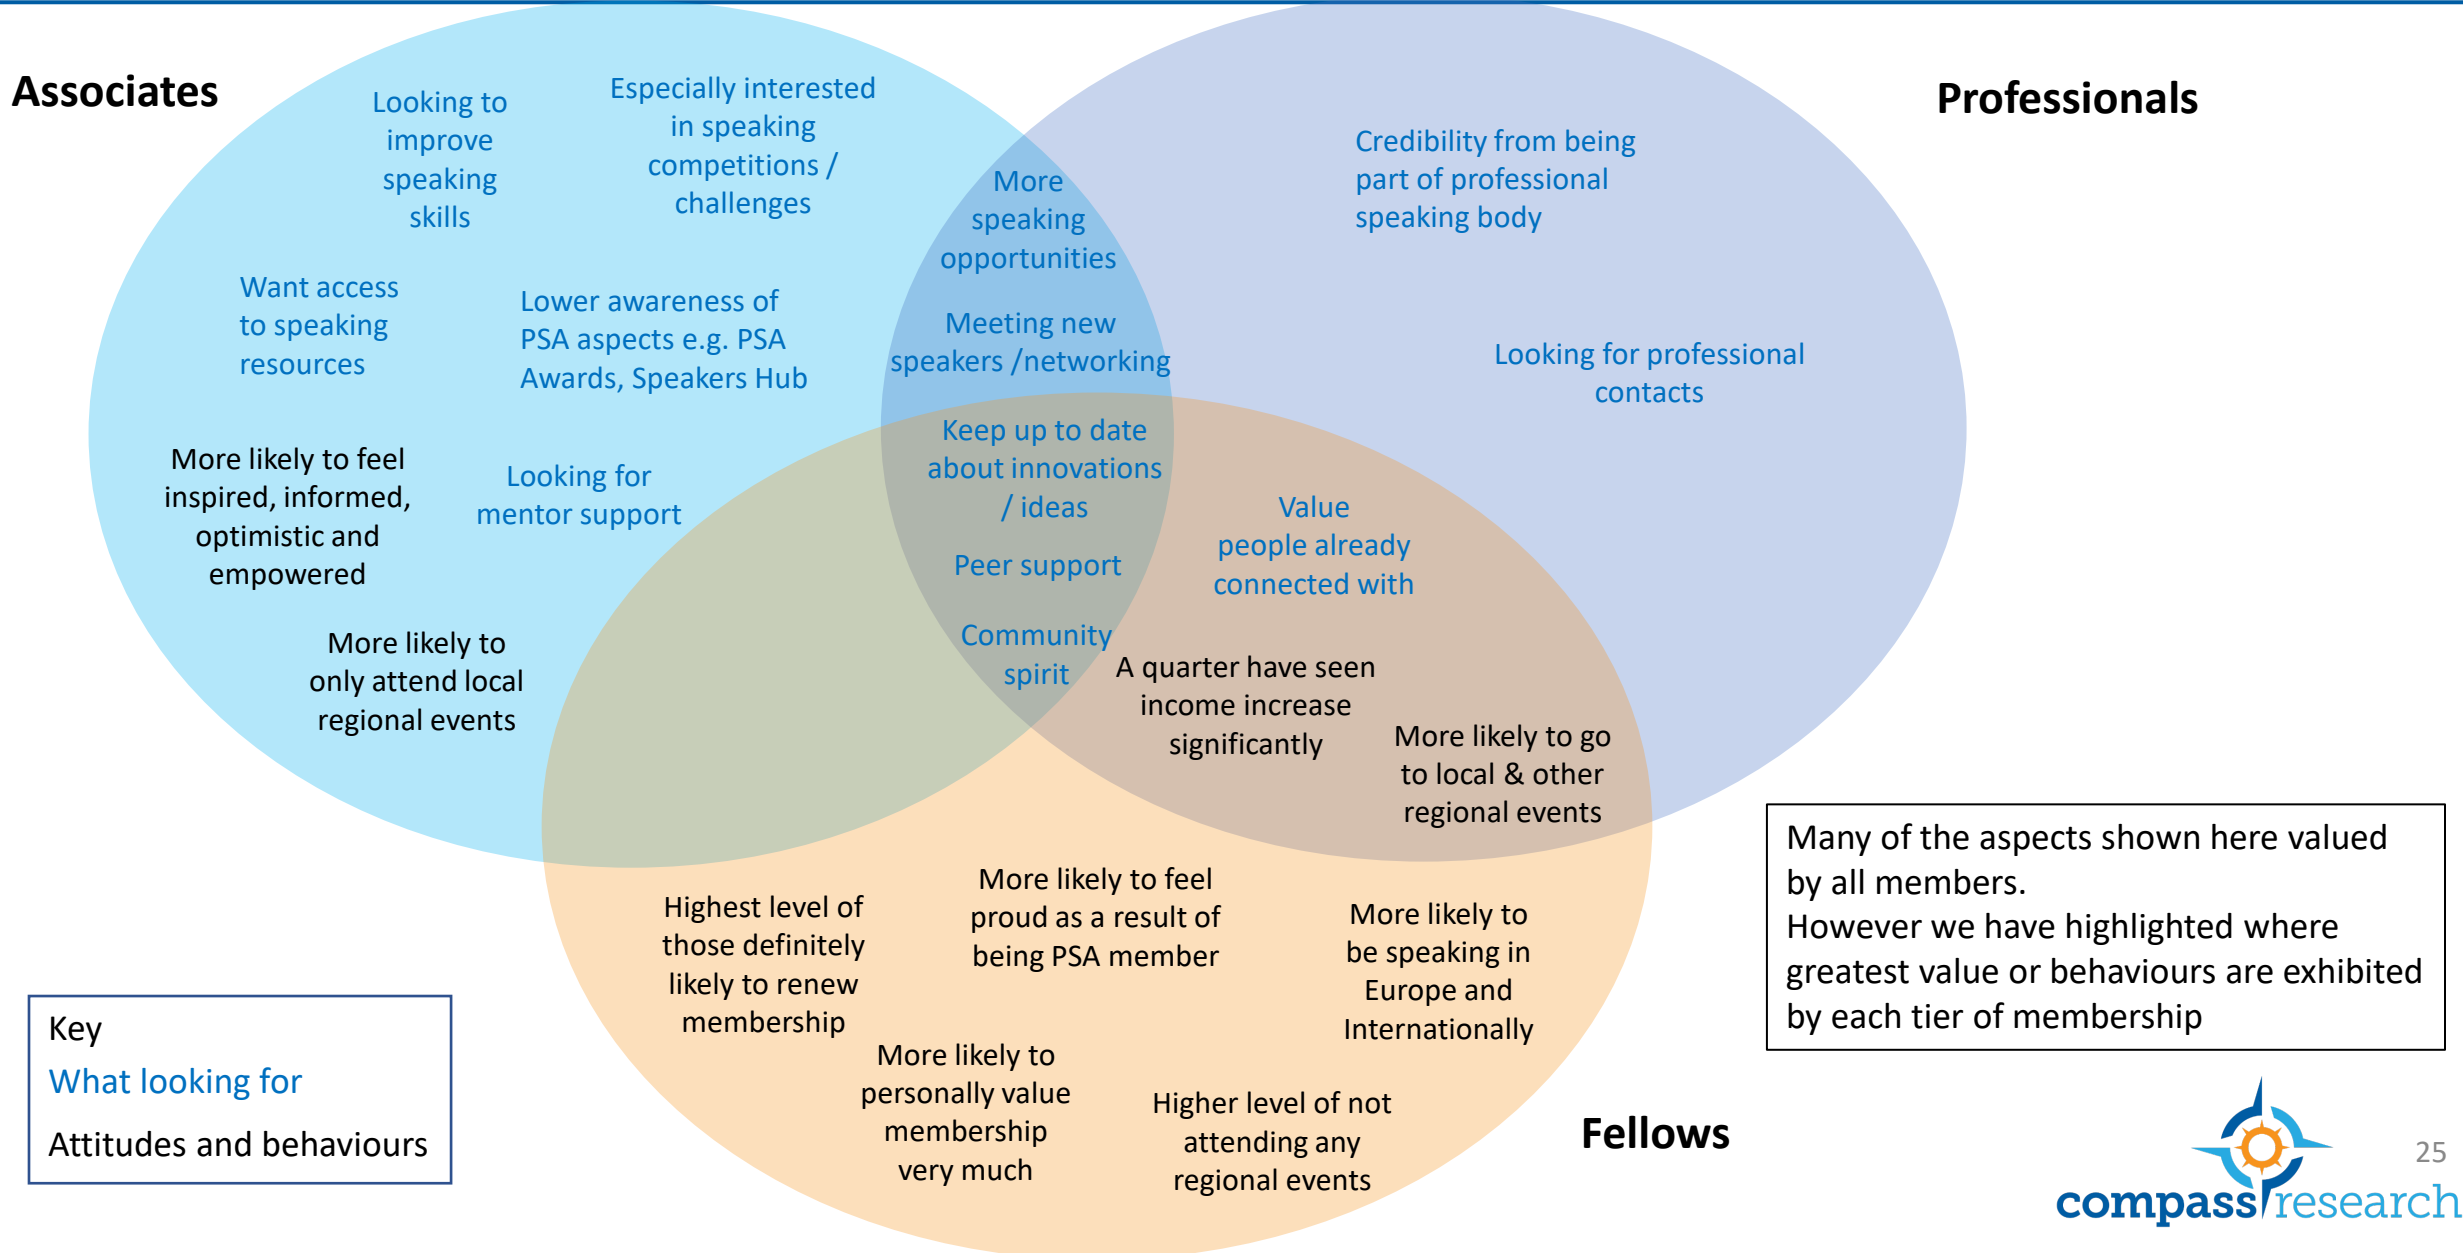 Associates
Looking to
improve
speaking
skills
Especially interested
in speaking
competitions /
challenges
Want access
to speaking
resources
Lower awareness of
PSA aspects e.g. PSA
Awards, Speakers Hub
More likely to feel
inspired, informed,
optimistic and
empowered
Looking for
mentor support
More likely to
only attend local
regional events
More
speaking
opportunities
Meeting new
speakers /networking
Keep up to date
about innovations
/ ideas
Peer support
Community
spirit
Professionals
Credibility from being
part of professional
speaking body
Looking for professional
contacts
Value
people already
connected with
A quarter have seen
income increase
significantly
More likely to go
to local & other
regional events
Highest level of
those definitely
likely to renew
membership
More likely to feel
proud as a result of
being PSA member
More likely to
be speaking in
Europe and
Internationally
More likely to
personally value
membership
very much
Higher level of not
attending any
regional events
Fellows
Many of the aspects shown here valued
by all members.
However we have highlighted where
greatest value or behaviours are exhibited
by each tier of membership
Key
What looking for
Attitudes and behaviours
25
compass research